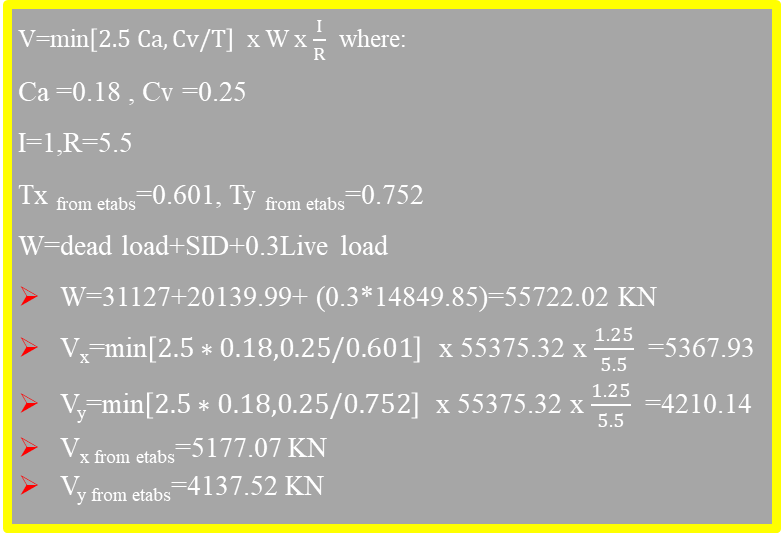 V=min[2.5 Ca, Cv/T] x W x I/R where:
Ca =0.18 , Cv =0.25
I=1,R=5.5
Tx from etabs=0.601, Ty from etabs=0.752
W=dead load+SID+0.3Live load
➢ W=31127+20139.99+ (0.3*14849.85)=55722.02 KN
➢ Vx=min[2.5 ∗ 0.18,0.25/0.601] x 55375.32 x 1.25/5.5 =5367.93
➢ Vy=min[2.5 ∗ 0.18,0.25/0.752] x 55375.32 x 1.25/5.5 =4210.14
➢ Vx from etabs=5177.07 KN
➢ Vy from etabs=4137.52 KN